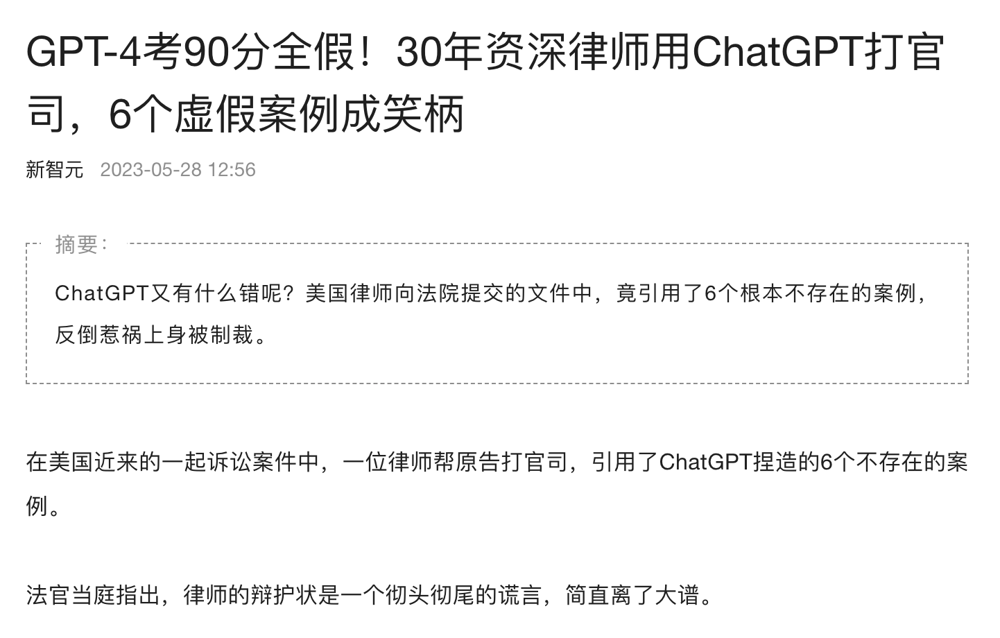 GPT-4考90分全假！30年资深律师用ChatGPT打官
司，6个虚假案例成笑柄
新智元 2023-05-28 12:56
摘要：
ChatGPT又有什么错呢？美国律师向法院提交的文件中，竟引用了6个根本不存在的案例，
反倒惹祸上身被制裁。
在美国近来的一起诉讼案件中，一位律师帮原告打官司，引用了ChatGPT捏造的6个不存在的案
例。
法官当庭指出，律师的辩护状是一个彻头彻尾的谎言，简直离了大谱。